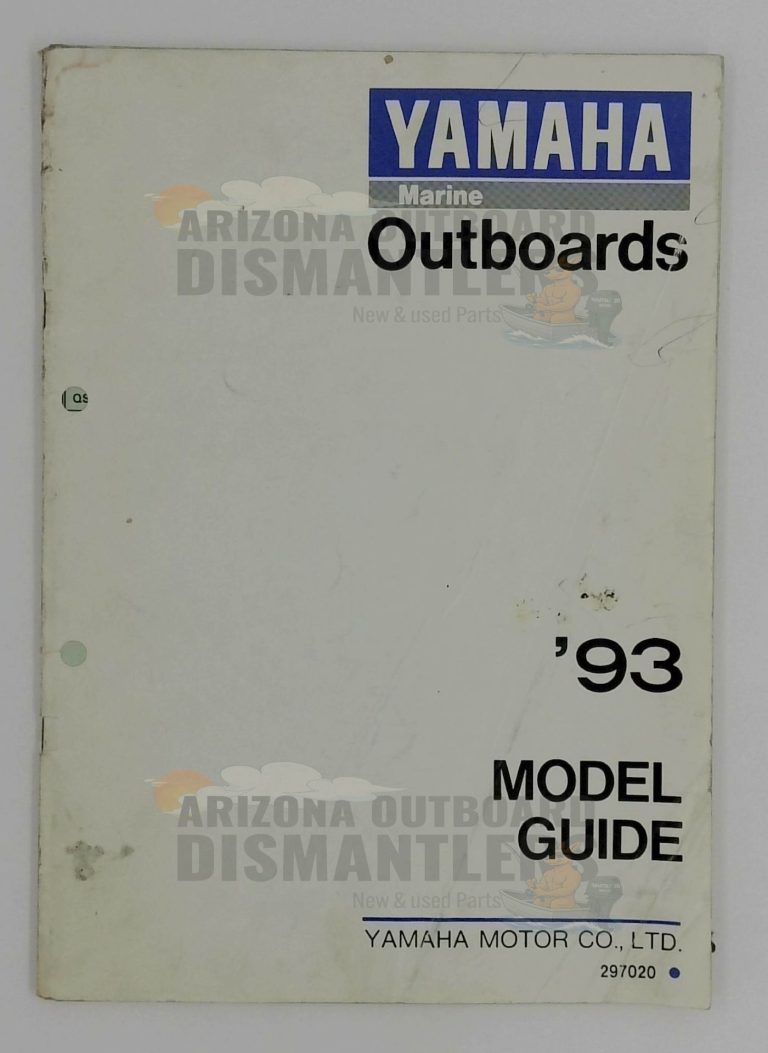 YAMAHA
Marine
Outboards
ARIZONA OUTBOARD
DISMANTLERS
New & used Parts
as
'93
MODEL
GUIDE
ARIZONA OUTBOARD
DISMANTLERS
New & used Parts
YAMAHA MOTOR CO., LTD.
297020